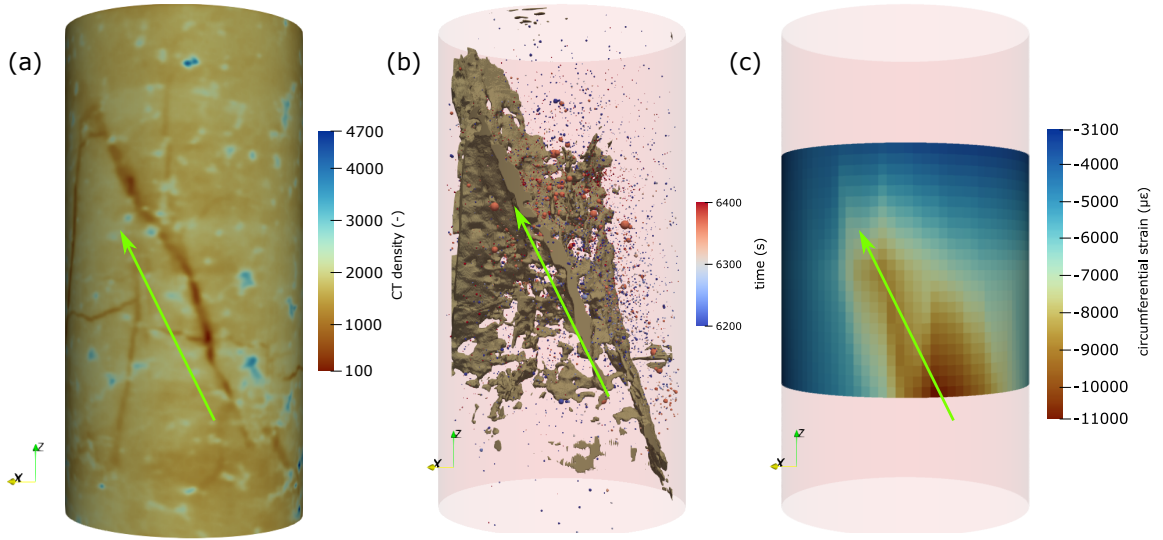 (a)
4700
4000
3000
2000
1000
100
CT density (-)
Z
X
(b)
6400
6300
6200
time (s)
Z
X
(c)
-3100
-4000
-5000
-6000
-7000
-8000
-9000
-10000
-11000
circumferential strain (με)
Z
X